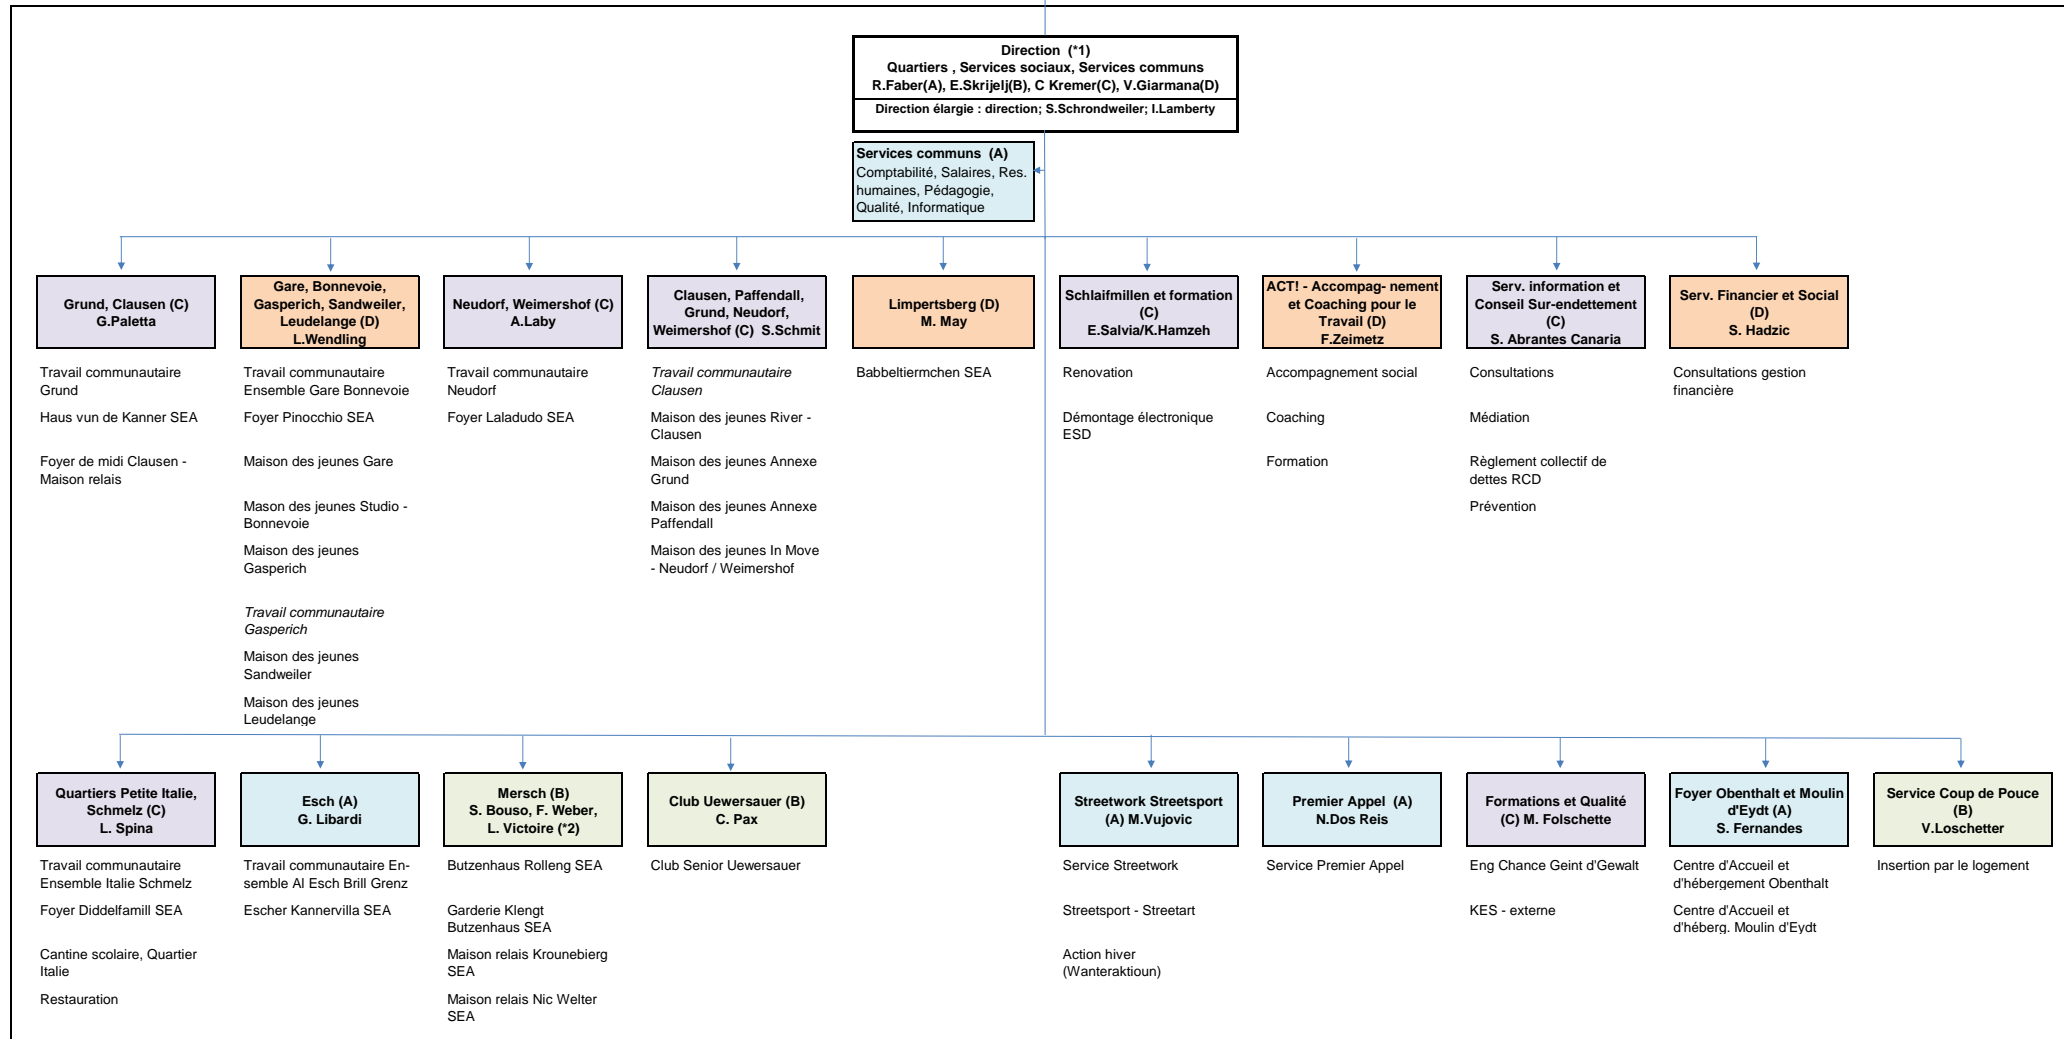 Direction (*1)
Quartiers , Services sociaux, Services communs
R.Faber(A), E.Skrijelj(B), C Kremer(C), V.Giarmana(D)
Direction élargie : direction; S.Schrondweiler; I.Lamberty
Services communs (A)
Comptabilité, Salaires, Res.
humaines, Pédagogie,
Qualité, Informatique
Grund, Clausen (C)
G.Paletta
Travail communautaire
Grund
Haus vun de Kanner SEA
Foyer de midi Clausen -
Maison relais
Gare, Bonnevoie,
Gasperich, Sandweiler,
Leudelange (D)
L.Wendling
Travail communautaire
Ensemble Gare Bonnevoie
Foyer Pinocchio SEA
Maison des jeunes Gare
Mason des jeunes Studio -
Bonnevoie
Maison des jeunes
Gasperich
Travail communautaire
Gasperich
Maison des jeunes
Sandweiler
Maison des jeunes
Leudelange
Neudorf, Weimershof (C)
A.Laby
Travail communautaire
Neudorf
Foyer Laladudo SEA
Clausen, Paffendall,
Grund, Neudorf,
Weimershof (C) S.Schmit
Travail communautaire
Clausen
Maison des jeunes River -
Clausen
Maison des jeunes Annexe
Grund
Maison des jeunes Annexe
Paffendall
Maison des jeunes In Move
- Neudorf / Weimershof
Limpertsberg (D)
M. May
Babbeltiermchen SEA
Schlaifmillen et formation
(C)
E.Salvia/K.Hamzeh
Renovation
Démontage électronique
ESD
ACT! - Accompag- nement
et Coaching pour le
Travail (D)
F.Zeimetz
Accompagnement social
Coaching
Formation
Serv. information et
Conseil Sur-endettement
(C)
S. Abrantes Canaria
Consultations
Médiation
Règlement collectif de
dettes RCD
Prévention
Serv. Financier et Social
(D)
S. Hadzic
Consultations gestion
financière
Quartiers Petite Italie,
Schmelz (C)
L. Spina
Travail communautaire
Ensemble Italie Schmelz
Foyer Diddelfamill SEA
Cantine scolaire, Quartier
Italie
Restauration
Esch (A)
G. Libardi
Travail communautaire En-
semble Al Esch Brill Grenz
Escher Kannervilla SEA
Mersch (B)
S. Bouso, F. Weber,
L. Victoire (*2)
Butzenhaus Rolleng SEA
Garderie Klengt
Butzenhaus SEA
Maison relais Krounebierg
SEA
Maison relais Nic Welter
SEA
Club Uewersauer (B)
C. Pax
Club Senior Uewersauer
Streetwork Streetsport
(A) M.Vujovic
Service Streetwork
Streetsport - Streetart
Action hiver
(Wanteraktioun)
Premier Appel (A)
N.Dos Reis
Service Premier Appel
Formations et Qualité
(C) M. Folschette
Eng Chance Geint d'Gewalt
KES - externe
Foyer Obenthalt et Moulin
d'Eydt (A)
S. Fernandes
Centre d'Accueil et
d'hébergement Obenthalt
Centre d'Accueil et
d'héberg. Moulin d'Eydt
Service Coup de Pouce
(B)
V.Loschetter
Insertion par le logement